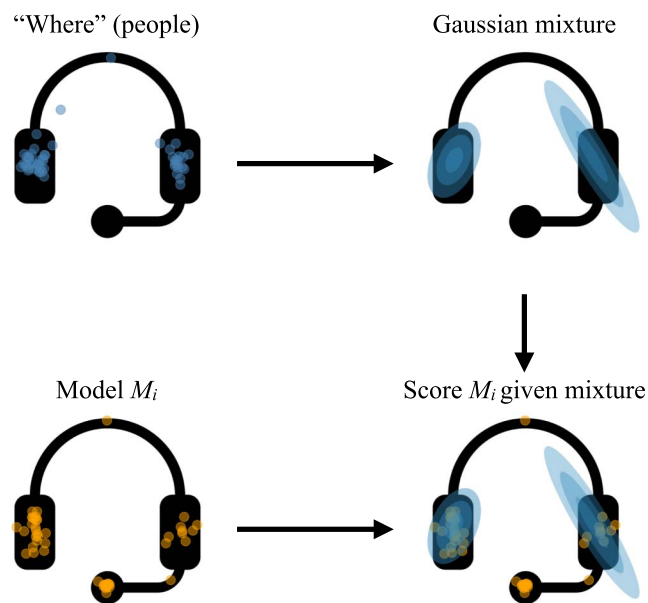 “Where” (people)
Gaussian mixture
Model Mᵢ
Score Mᵢ given mixture